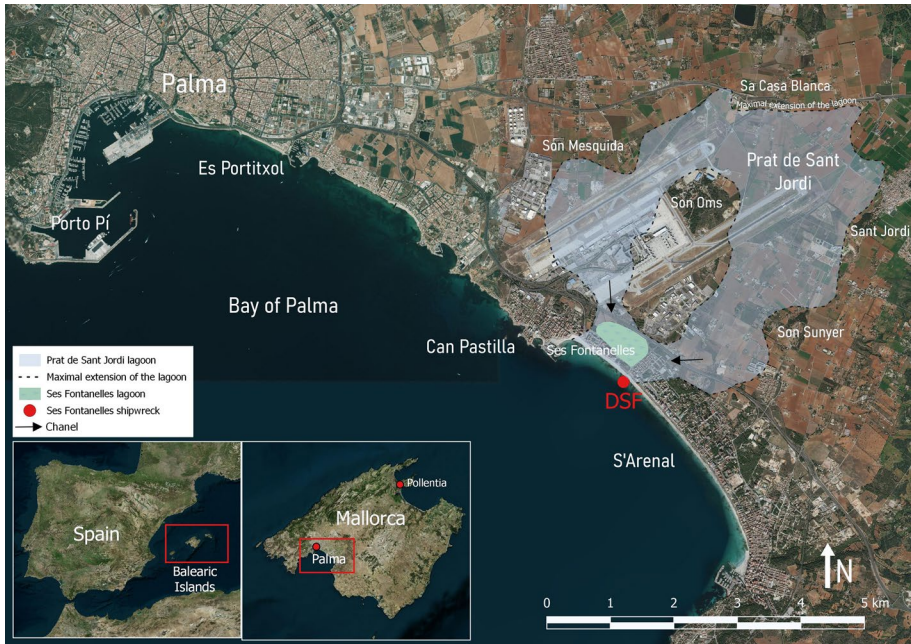 Palma
Sa Casa Blanca
Maximal extension of the lagoon
Són Mesquida
Prat de Sant
Jordi
Es Portitxol
Son Oms
Porto Pí
Sant Jordi
Bay of Palma
Son Sunyer
Can Pastilla
Ses Fontanelles
DSF
S'Arenal
Prat de Sant Jordi lagoon
Maximal extension of the lagoon
Ses Fontanelles lagoon
Ses Fontanelles shipwreck
Chanel
Spain
Balearic
Islands
Pollentia
Mallorca
Palma
N
0 1 2 3 4 5 km